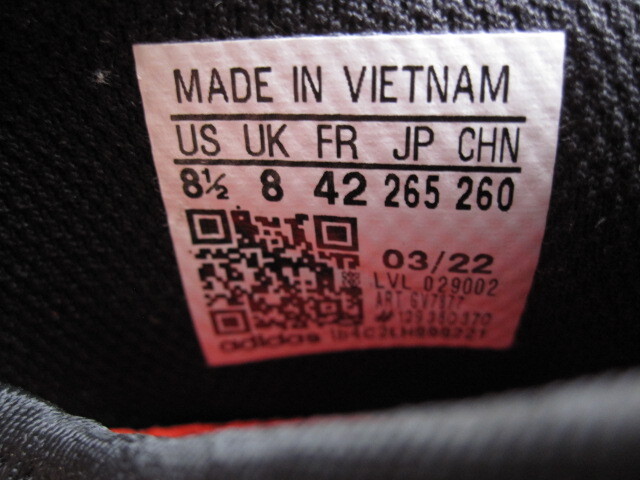 MADE IN VIETNAM
US UK FR JP CHN
8½ 8 42 265 260
03/22
LVL 029002
ART
adidas